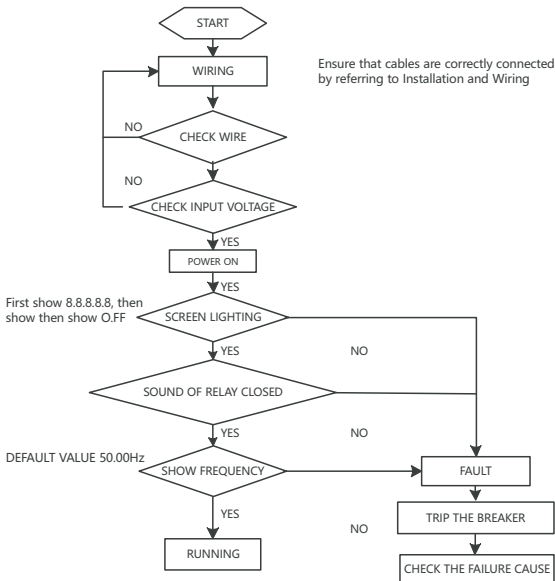 START
WIRING
Ensure that cables are correctly connected
by referring to Installation and Wiring
NO
CHECK WIRE
NO
CHECK INPUT VOLTAGE
YES
POWER ON
YES
First show 8.8.8.8.8, then
show then show O.FF
SCREEN LIGHTING
YES
NO
SOUND OF RELAY CLOSED
YES
NO
DEFAULT VALUE 50.00Hz
SHOW FREQUENCY
FAULT
YES
TRIP THE BREAKER
NO
RUNNING
CHECK THE FAILURE CAUSE